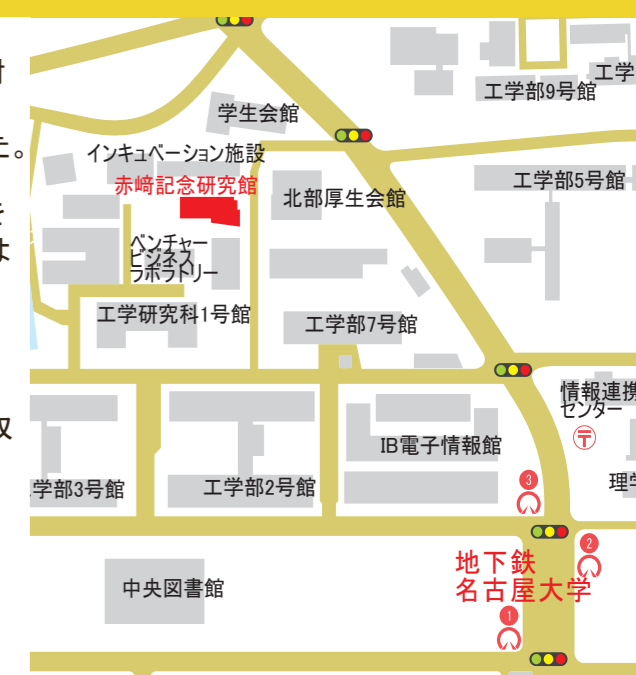 工学部9号館
学生会館
インキュベーション施設
赤﨑記念研究館
北部厚生会館
工学部5号館
ベンチャー
ビジネス
ラボラトリー
工学研究科1号館
工学部7号館
情報連携
センター
〒
IB電子情報館
学部3号館
工学部2号館
理学
3
地下鉄
名古屋大学
2
中央図書館
1
工学
た。
を
は